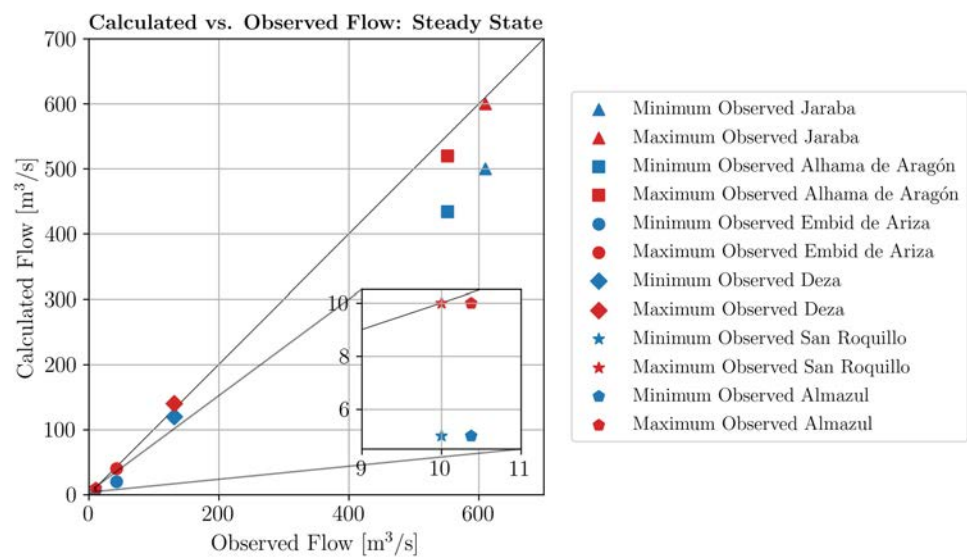 Calculated vs. Observed Flow: Steady State
Calculated Flow [m³/s]
700
600
500
400
300
200
100
0
0 200 400 600
Observed Flow [m³/s]
10
8
6
9 10 11
Minimum Observed Jaraba
Maximum Observed Jaraba
Minimum Observed Alhama de Aragón
Maximum Observed Alhama de Aragón
Minimum Observed Embid de Ariza
Maximum Observed Embid de Ariza
Minimum Observed Deza
Maximum Observed Deza
Minimum Observed San Roquillo
Maximum Observed San Roquillo
Minimum Observed Almazul
Maximum Observed Almazul